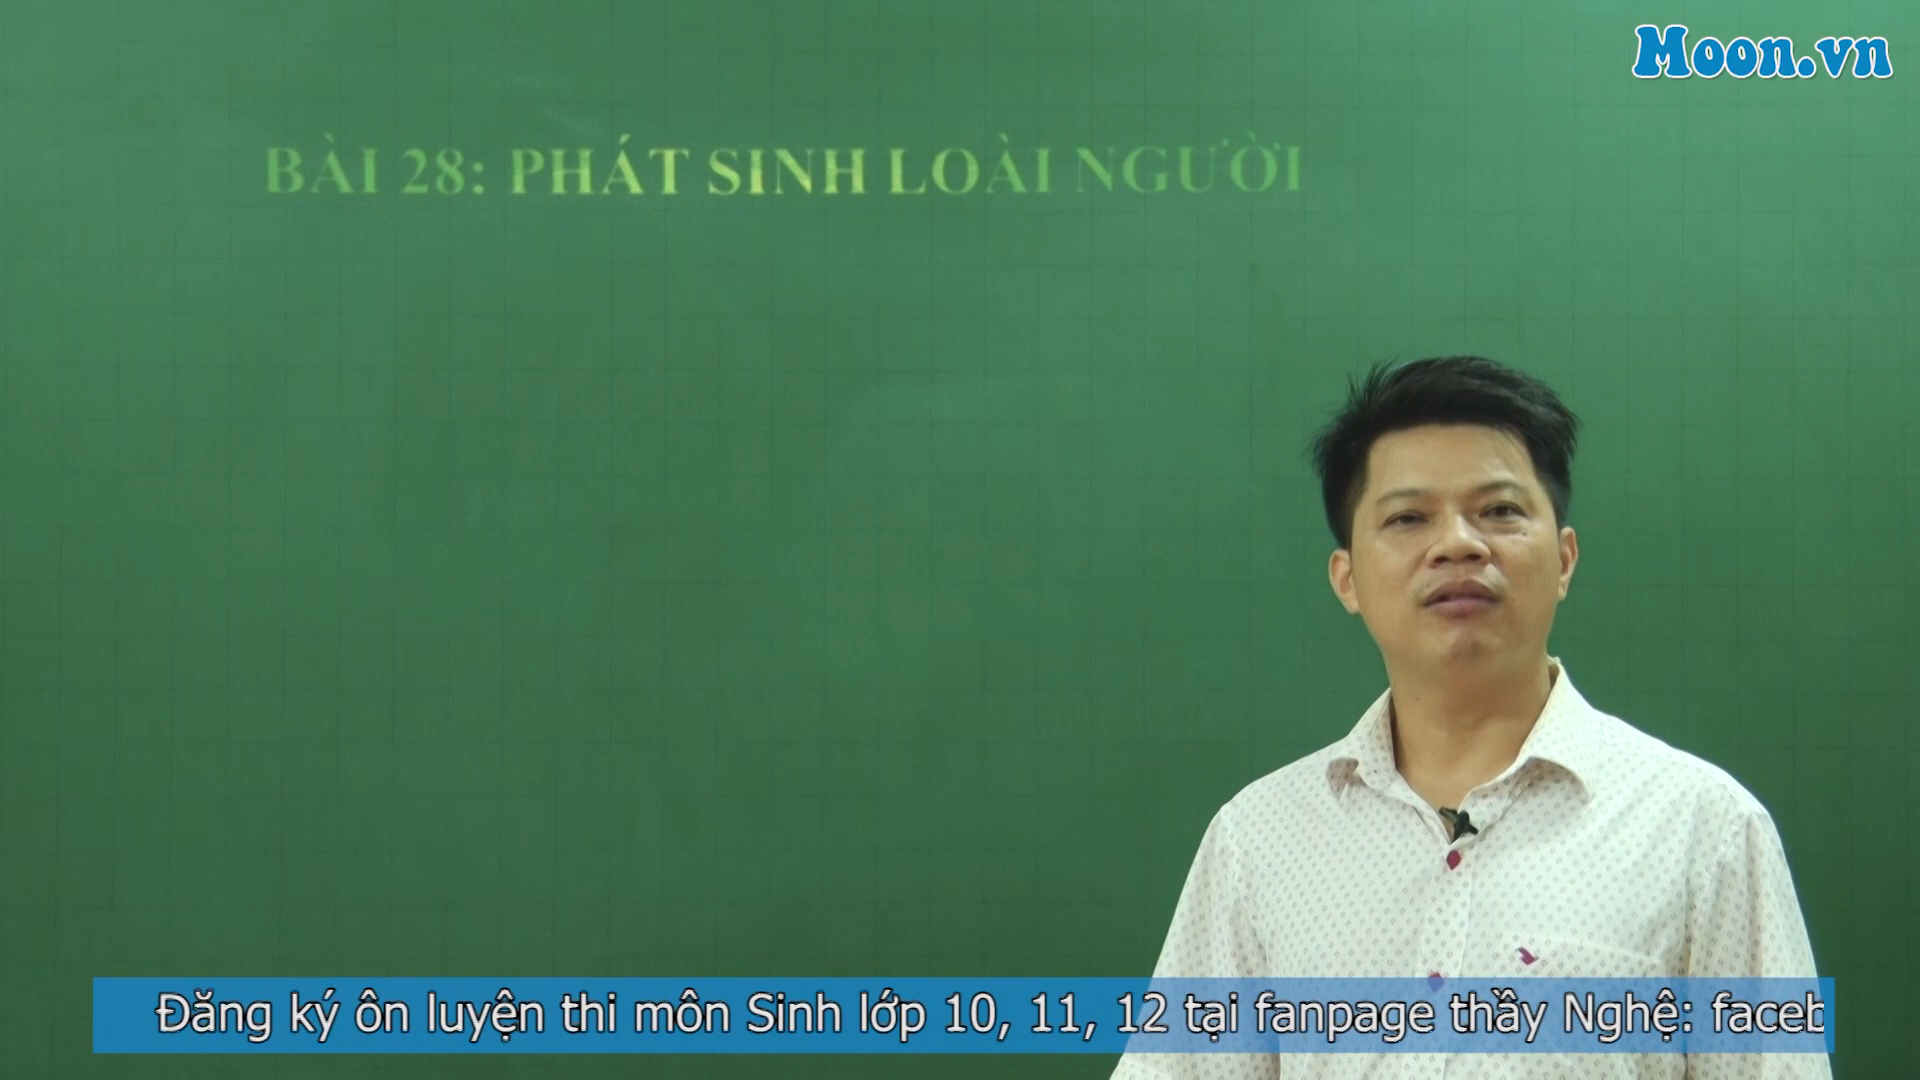 Moon.vn
BÀI 28: PHÁT SINH LOÀI NGƯỜI
Đăng ký ôn luyện thi môn Sinh lớp 10, 11, 12 tại fanpage thầy Nghệ: faceb